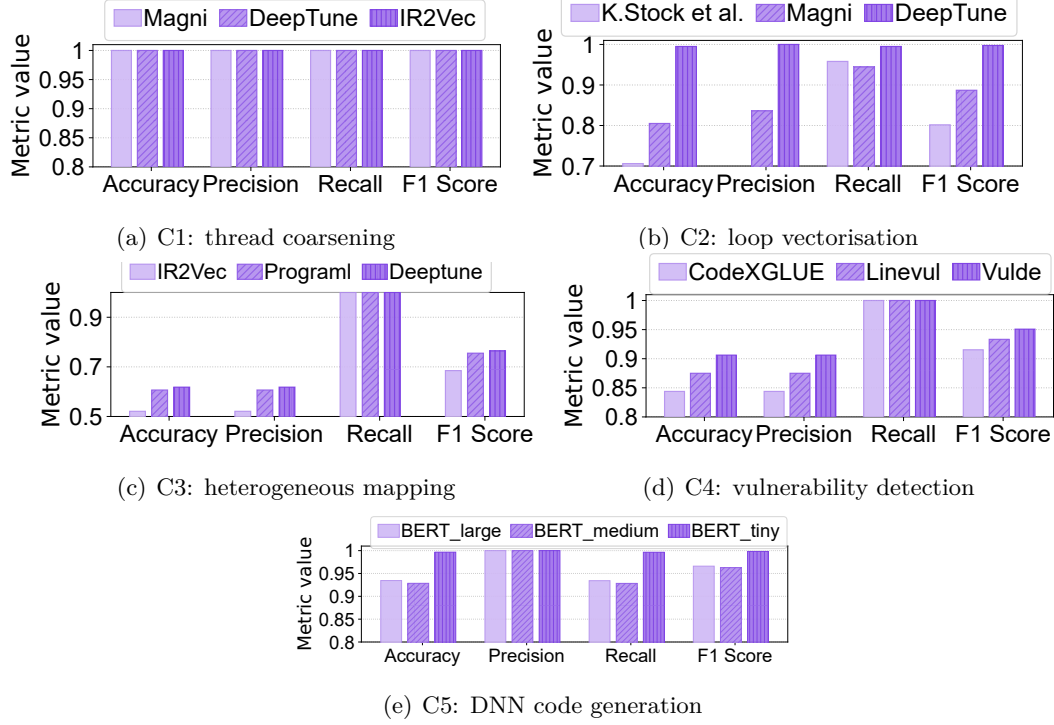 Magni DeepTune IR2Vec
Metric value
1
0.95
0.9
0.85
0.8
Accuracy Precision Recall F1 Score
(a) C1: thread coarsening
K.Stock et al. Magni DeepTune
Metric value
1
0.9
0.8
0.7
Accuracy Precision Recall F1 Score
(b) C2: loop vectorisation
IR2Vec Programl Deeptune
Metric value
0.9
0.7
0.5
Accuracy Precision Recall F1 Score
(c) C3: heterogeneous mapping
CodeXGLUE Linevul Vulde
Metric value
1
0.95
0.9
0.85
0.8
Accuracy Precision Recall F1 Score
(d) C4: vulnerability detection
BERT_large BERT_medium BERT_tiny
Metric value
1
0.95
0.9
0.8
Accuracy Precision Recall F1 Score
(e) C5: DNN code generation